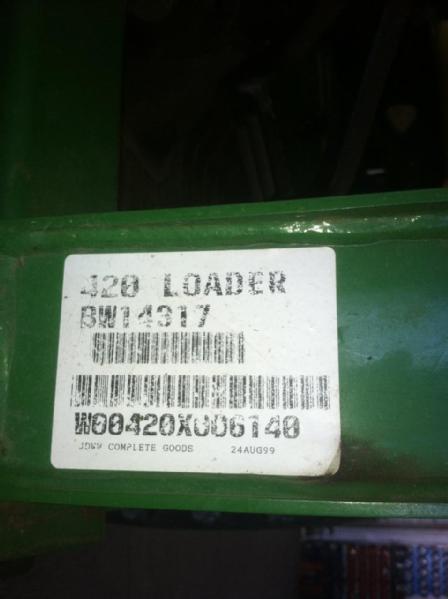 420 LOADER
BW14317
W00420X006140
JDWW COMPLETE GOODS 24AUG99